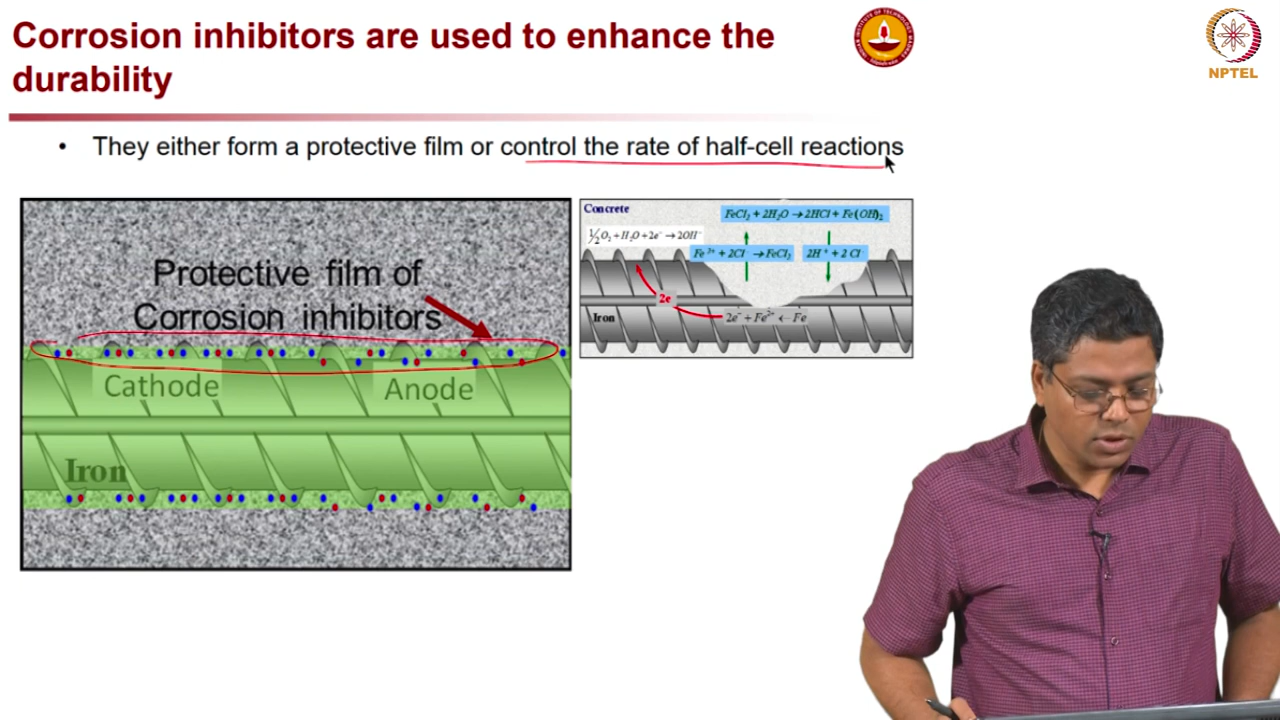 Corrosion inhibitors are used to enhance the
durability
NPTEL
• They either form a protective film or control the rate of half-cell reactions
Protective film of
Corrosion inhibitors
Cathode
Anode
Iron
Concrete
½O₂+H₂O+2e⁻→2OH⁻
FeCl₂+2H₂O→2HCl+Fe(OH)₂
Fe²⁺+2Cl⁻→FeCl₂
2H⁺+2Cl⁻
2e
Iron
2e⁻+Fe²⁺←Fe